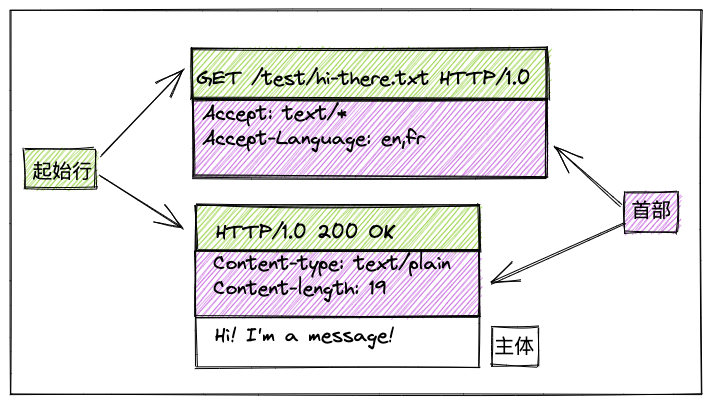 GET /test/hi-there.txt HTTP/1.0
Accept: text/*
Accept-Language: en,fr
起始行
首部
HTTP/1.0 200 OK
Content-type: text/plain
Content-length: 19
Hi! I'm a message!
主体